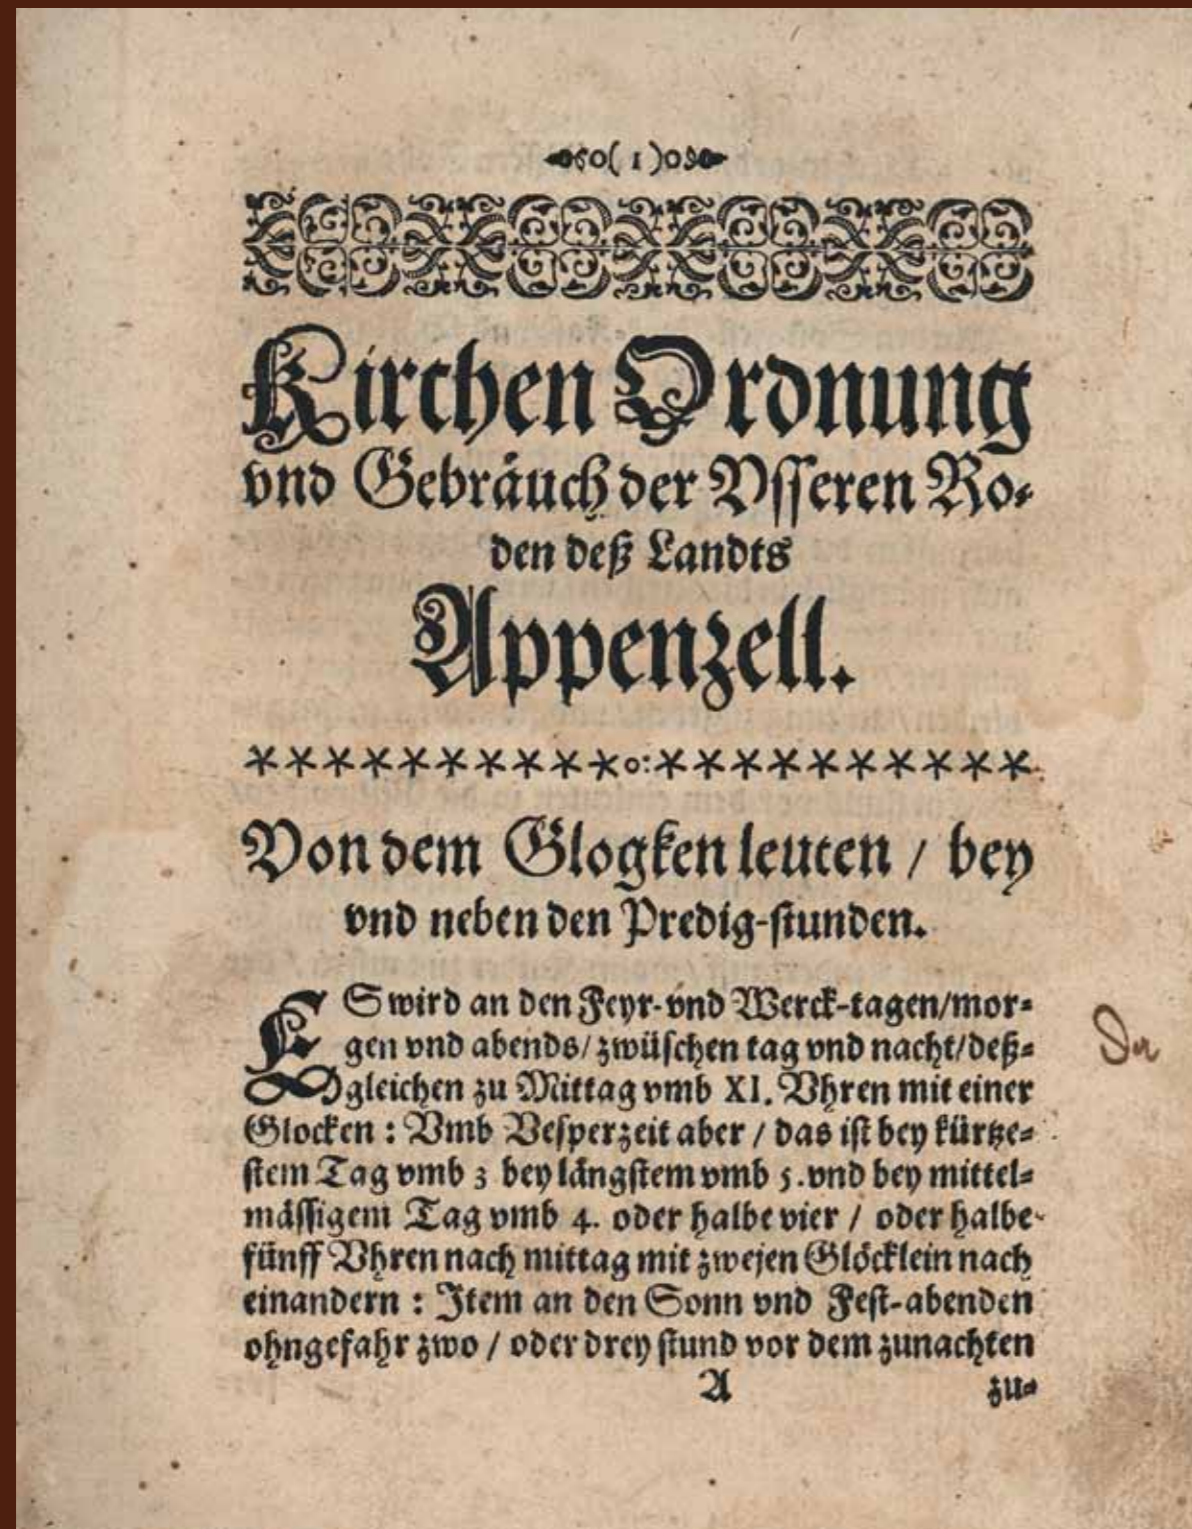 ( 1 )
Kirchen Ordnung
vnd Gebräuch der Vsseren Ro-
den deß Landts
Appenzell.
Von dem Glogken leuten / bey
vnd neben den Predig-stunden.
ES wird an den Feyr- vnd Werck-tagen/mor-
gen vnd abends/ zwüschen tag vnd nacht/deß-
gleichen zu Mittag vmb XI. Vhren mit einer
Glocken : Vmb Vesperzeit aber / das ist bey kürtze-
stem Tag vmb 3 bey längstem vmb 5. vnd bey mittel-
mässigem Tag vmb 4. oder halbe vier / oder halbe
fünff Vhren nach mittag mit zwejen Glöcklein nach
einandern : Item an den Sonn vnd Fest-abenden
ohngefahr zwo / oder drey stund vor dem zunachten
A zu-